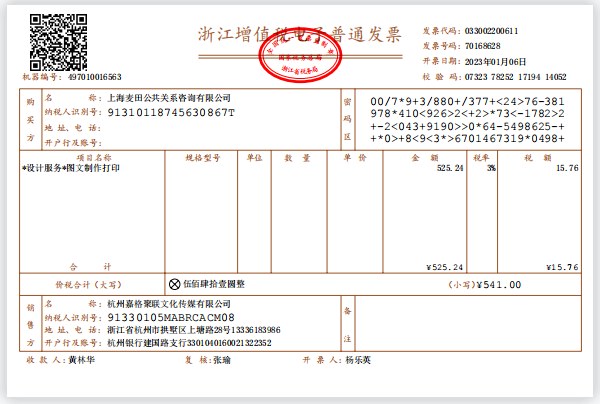 浙江增值税电子普通发票
全国统一发票监制章
国家税务总局
浙江省税务局
机器编号: 497010016563
发票代码: 033002200611
发票号码: 70168628
开票日期: 2023年01月06日
校 验 码: 07323 78252 17194 14052
购买方
名 称: 上海麦田公共关系咨询有限公司
纳税人识别号: 91310118745630867T
地 址、电 话:
开户行及账号:
密码区
00/7*9+3/880+/377+<24>76-381
978*410<926>2<+2>*73<-1782>2
+-2<043+9190>>0*64-5498625-+
+*0>+8<9<3*>6701467319*0498+
项目名称 规格型号 单位 数 量 单 价 金 额 税率 税 额
*设计服务*图文制作打印 525.24 3% 15.76
合 计 ¥525.24 ¥15.76
价税合计（大写） ⊗伍佰肆拾壹圆整 (小写)¥541.00
销售方
名 称: 杭州嘉格聚联文化传媒有限公司
纳税人识别号: 91330105MABRCACM08
地 址、电 话: 浙江省杭州市拱墅区上塘路28号13336183986
开户行及账号: 杭州银行建国路支行3301040160021322352
备注
收 款 人: 黄林华 复 核: 张瑜 开 票 人: 杨乐英